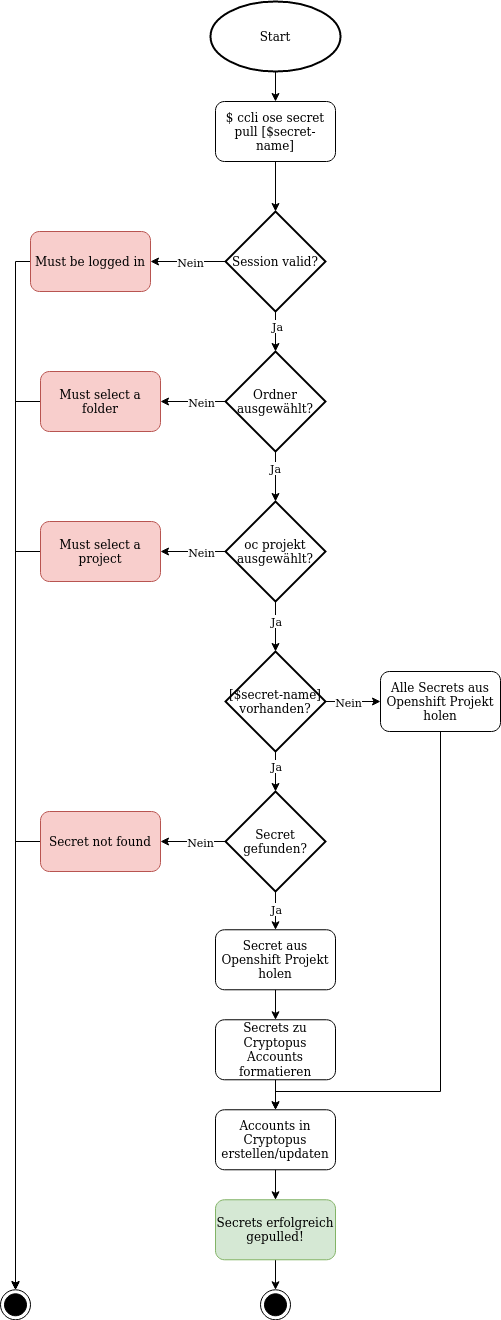 Start
$ ccli ose secret
pull [$secret-
name]
Must be logged in
Nein
Session valid?
Ja
Must select a
folder
Nein
Ordner
ausgewählt?
Ja
Must select a
project
Nein
oc projekt
ausgewählt?
Ja
[$secret-name]
vorhanden?
Nein
Alle Secrets aus
Openshift Projekt
holen
Ja
Secret not found
Nein
Secret
gefunden?
Ja
Secret aus
Openshift Projekt
holen
Secrets zu
Cryptopus
Accounts
formatieren
Accounts in
Cryptopus
erstellen/updaten
Secrets erfolgreich
gepulled!